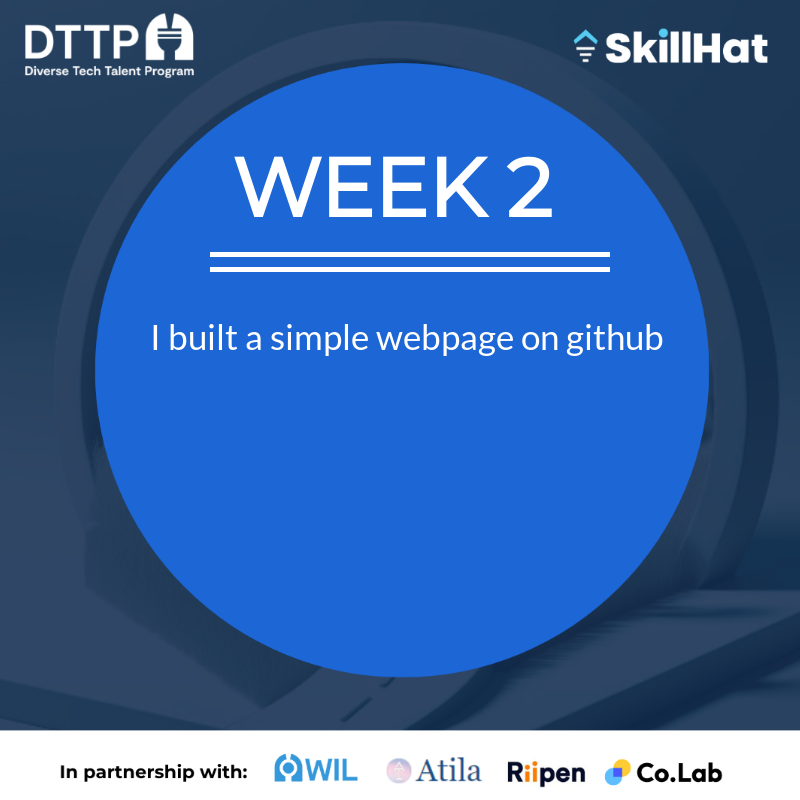 DTTP
Diverse Tech Talent Program
SkillHat
WEEK 2
I built a simple webpage on github
In partnership with:
WIL
Atila
Riipen
Co.Lab